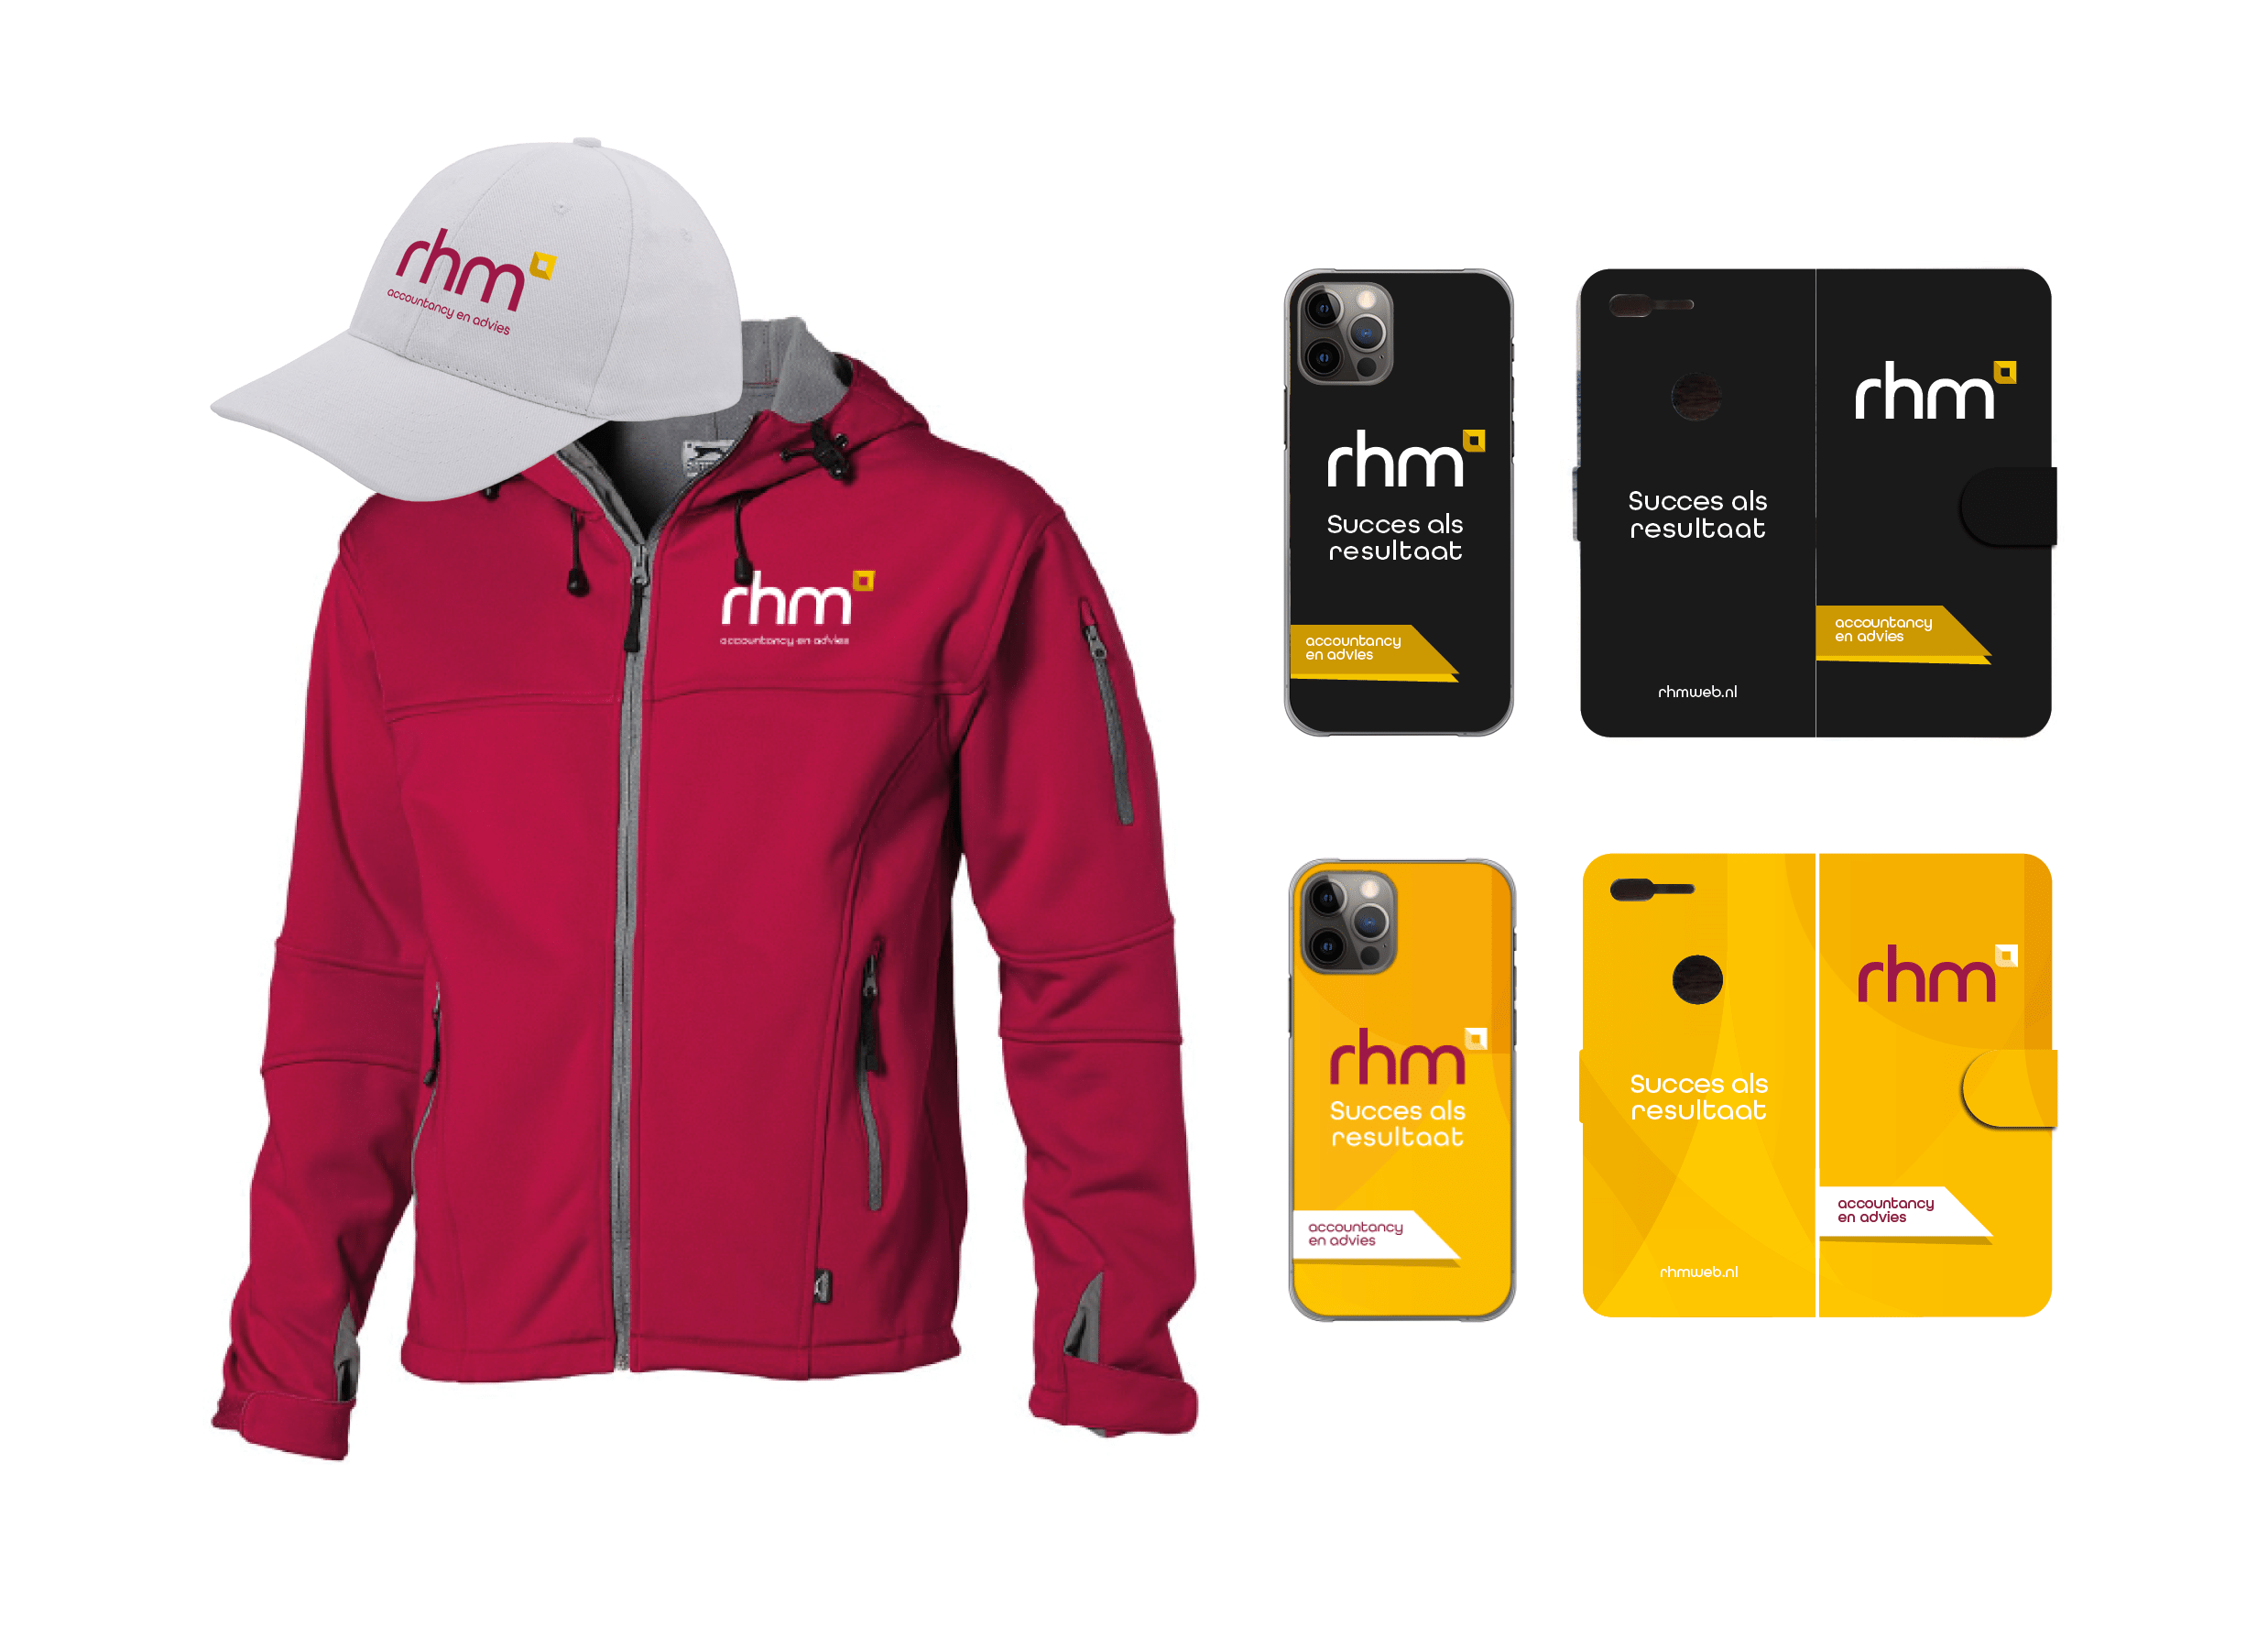 rhm
accountancy en advies
rhm
accountancy en advies
rhm
Succes als
resultaat
accountancy
en advies
Succes als
resultaat
rhmweb.nl
rhm
accountancy
en advies
rhm
Succes als
resultaat
accountancy
en advies
Succes als
resultaat
rhmweb.nl
rhm
accountancy
en advies